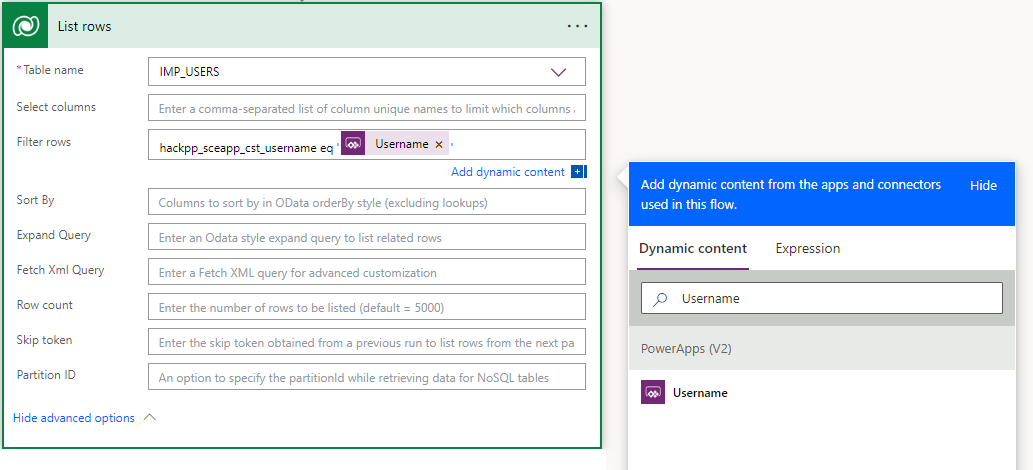 List rows
* Table name
IMP_USERS
Select columns
Enter a comma-separated list of column unique names to limit which columns a
Filter rows
hackpp_sceapp_cst_username eq ' Username × '
Add dynamic content
Sort By
Columns to sort by in OData orderBy style (excluding lookups)
Expand Query
Enter an Odata style expand query to list related rows
Fetch Xml Query
Enter a Fetch XML query for advanced customization
Row count
Enter the number of rows to be listed (default = 5000)
Skip token
Enter the skip token obtained from a previous run to list rows from the next pa
Partition ID
An option to specify the partitionId while retrieving data for NoSQL tables
Hide advanced options
Add dynamic content from the apps and connectors
used in this flow.
Hide
Dynamic content
Expression
Username
PowerApps (V2)
Username